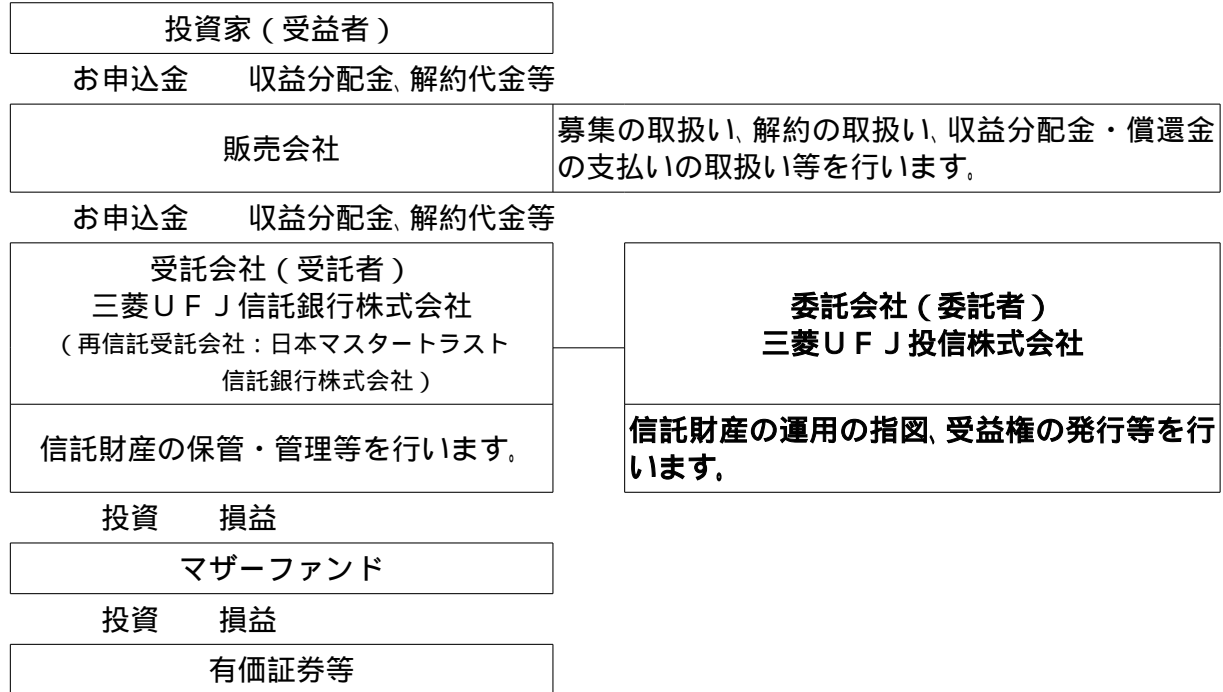 投資家（受益者）
お申込金　収益分配金、解約代金等
販売会社
募集の取扱い、解約の取扱い、収益分配金・償還金
の支払いの取扱い等を行います。
お申込金　収益分配金、解約代金等
受託会社（受託者）
三菱ＵＦＪ信託銀行株式会社
（再信託受託会社：日本マスタートラスト
信託銀行株式会社）
委託会社（委託者）
三菱ＵＦＪ投信株式会社
信託財産の保管・管理等を行います。
信託財産の運用の指図、受益権の発行等を行
います。
投資　損益
マザーファンド
投資　損益
有価証券等